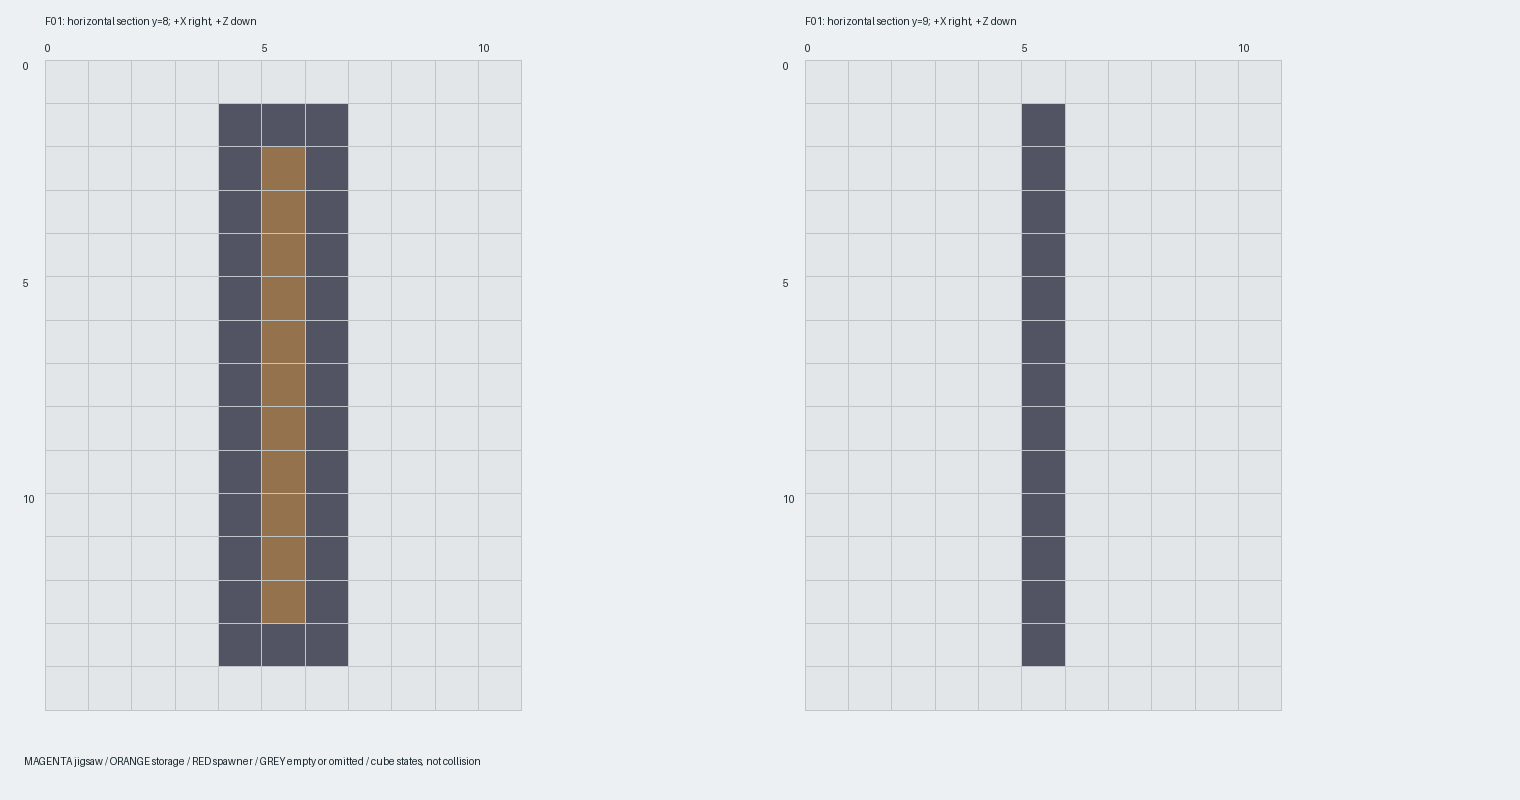 F01: horizontal section y=8; +X right, +Z down
F01: horizontal section y=9; +X right, +Z down
0 5 10
0 5 10
0
0
5
5
10
10
MAGENTA jigsaw / ORANGE storage / RED spawner / GREY empty or omitted / cube states, not collision